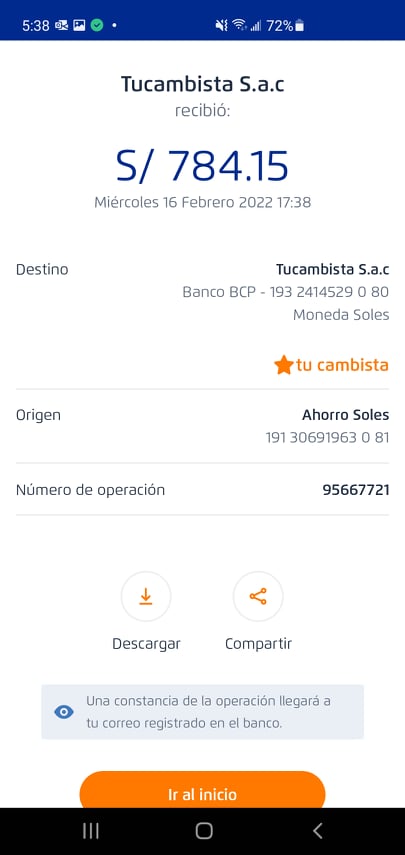 5:38 72%
Tucambista S.a.c
recibió:
S/ 784.15
Miércoles 16 Febrero 2022 17:38
Destino Tucambista S.a.c
Banco BCP - 193 2414529 0 80
Moneda Soles
tu cambista
Origen Ahorro Soles
191 30691963 0 81
Número de operación 95667721
Descargar Compartir
Una constancia de la operación llegará a
tu correo registrado en el banco.
Ir al inicio